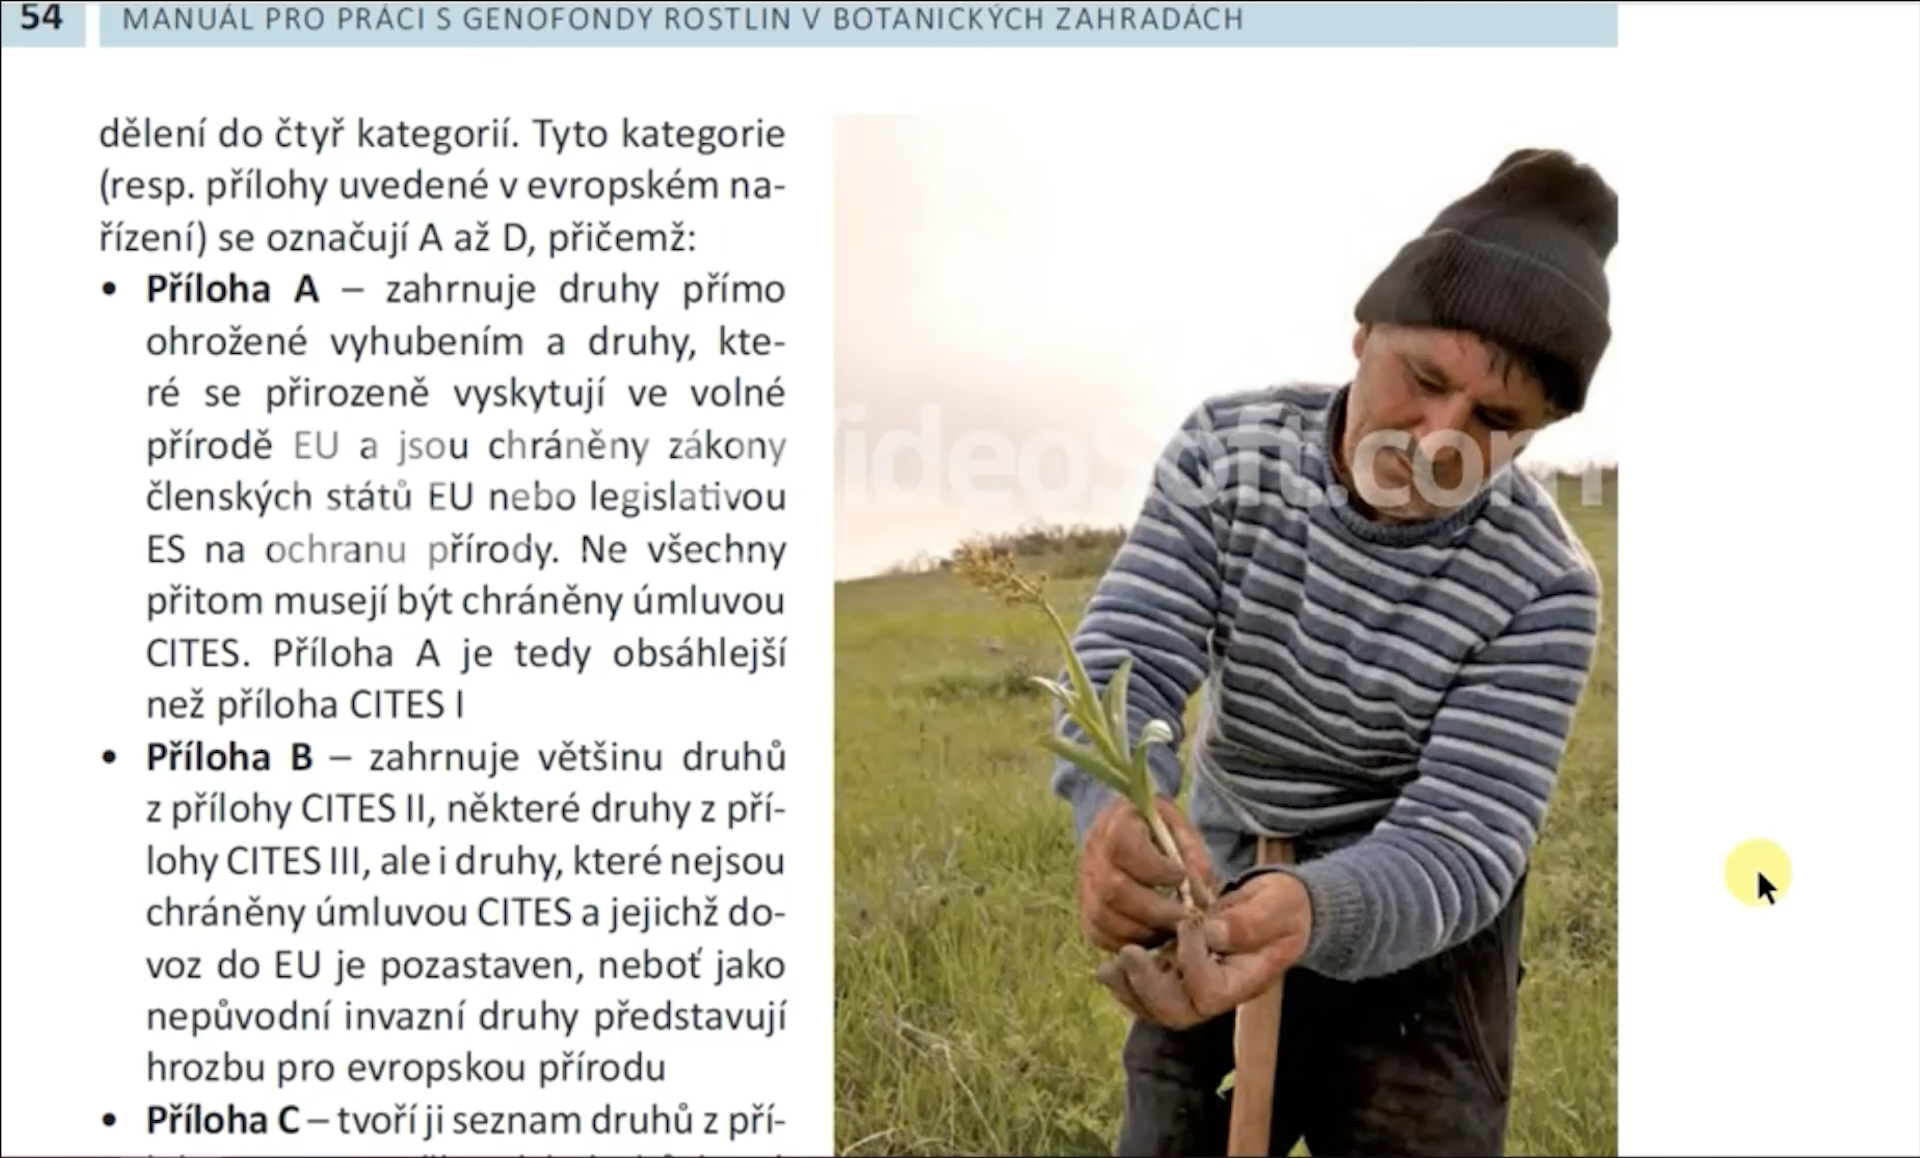 54 MANUÁL PRO PRÁCI S GENOFONDY ROSTLIN V BOTANICKÝCH ZAHRADÁCH
dělení do čtyř kategorií. Tyto kategorie
(resp. přílohy uvedené v evropském na-
řízení) se označují A až D, přičemž:
• Příloha A – zahrnuje druhy přímo
ohrožené vyhubením a druhy, kte-
ré se přirozeně vyskytují ve volné
přírodě EU a jsou chráněny zákony
členských států EU nebo legislativou
ES na ochranu přírody. Ne všechny
přitom musejí být chráněny úmluvou
CITES. Příloha A je tedy obsáhlejší
než příloha CITES I
• Příloha B – zahrnuje většinu druhů
z přílohy CITES II, některé druhy z pří-
lohy CITES III, ale i druhy, které nejsou
chráněny úmluvou CITES a jejichž do-
voz do EU je pozastaven, neboť jako
nepůvodní invazní druhy představují
hrozbu pro evropskou přírodu
• Příloha C – tvoří ji seznam druhů z pří-
ideoSoft.com